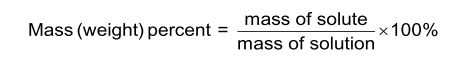 Mass (weight) percent = mass of solute / mass of solution ×100%